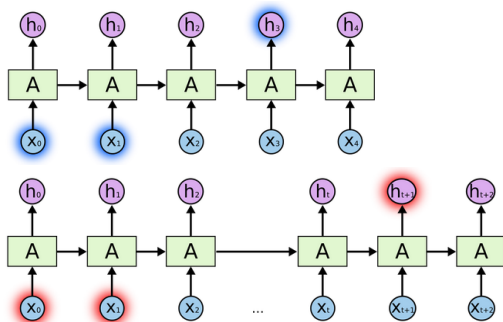 h₀ h₁ h₂ h₃ h₄
A A A A A
x₀ x₁ x₂ x₃ x₄
h₀ h₁ h₂ hₜ hₜ₊₁ hₜ₊₂
A A A A A A
x₀ x₁ x₂ ... xₜ xₜ₊₁ xₜ₊₂